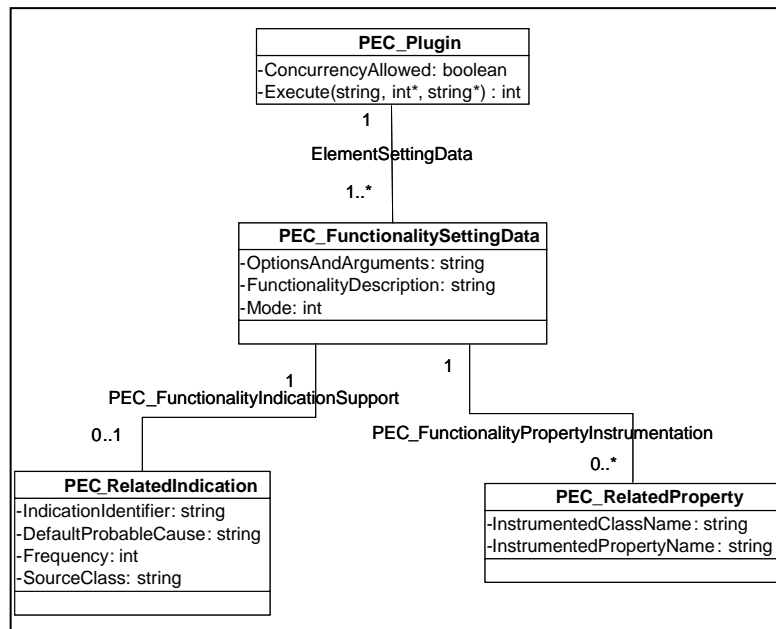 PEC_Plugin
-ConcurrencyAllowed: boolean
-Execute(string, int*, string*) : int
1
ElementSettingData
1..*
PEC_FunctionalitySettingData
-OptionsAndArguments: string
-FunctionalityDescription: string
-Mode: int
1
1
PEC_FunctionalityIndicationSupport
0..1
PEC_FunctionalityPropertyInstrumentation
0..*
PEC_RelatedIndication
-IndicationIdentifier: string
-DefaultProbableCause: string
-Frequency: int
-SourceClass: string
PEC_RelatedProperty
-InstrumentedClassName: string
-InstrumentedPropertyName: string